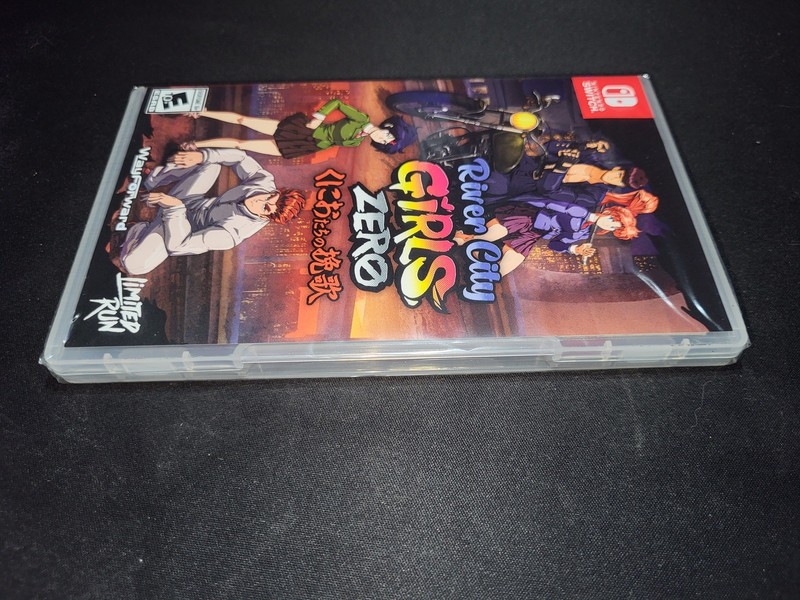 NINTENDO
SWITCH
River City
GIRLS
ZERO
くにおたちの挽歌
E
WayForward
LIMITED
RUN